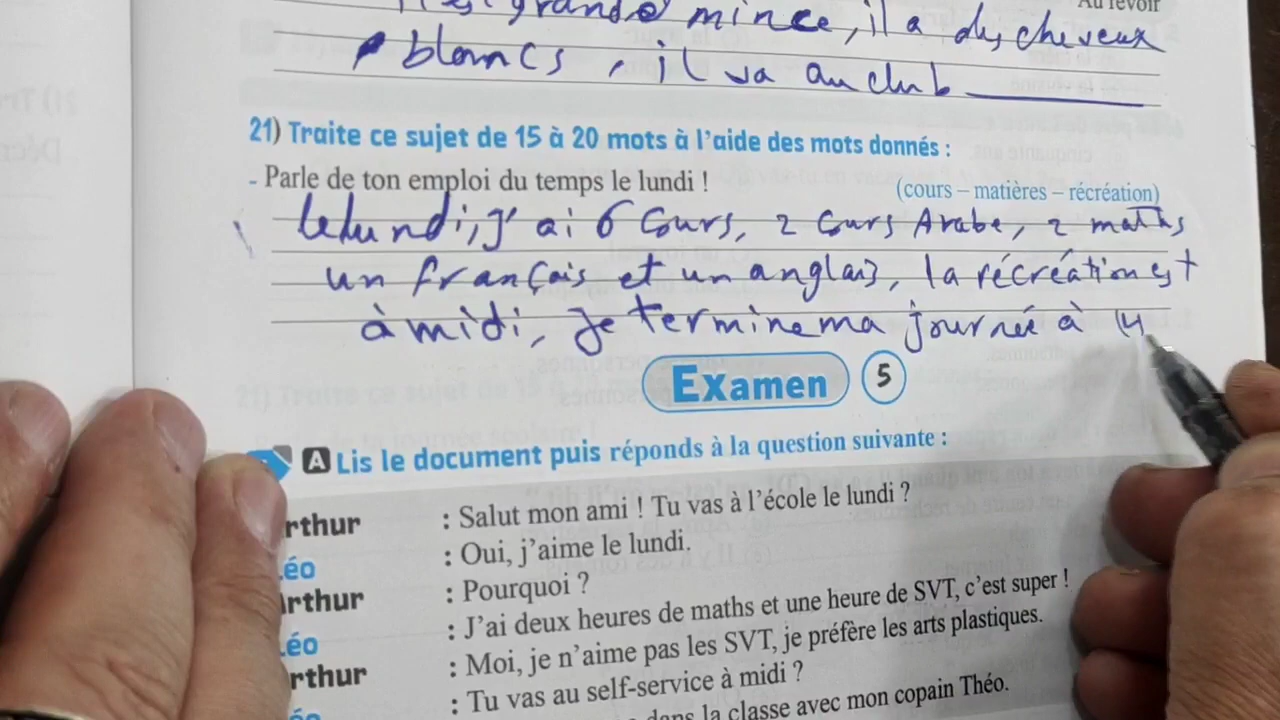 Au revoir
grand mince, il a des cheveux
blancs, il va au club
21) Traite ce sujet de 15 à 20 mots à l'aide des mots donnés :
- Parle de ton emploi du temps le lundi !
(cours – matières – récréation)
le lundi, j'ai 6 cours, 2 cours Arabe, 2 maths
un français et un anglais, la récréation est
à midi, je termine ma journée à 4
Examen 5
A Lis le document puis réponds à la question suivante :
rthur : Salut mon ami ! Tu vas à l'école le lundi ?
éo : Oui, j'aime le lundi.
rthur : Pourquoi ?
éo : J'ai deux heures de maths et une heure de SVT, c'est super !
rthur : Moi, je n'aime pas les SVT, je préfère les arts plastiques.
: Tu vas au self-service à midi ?
dans la classe avec mon copain Théo.